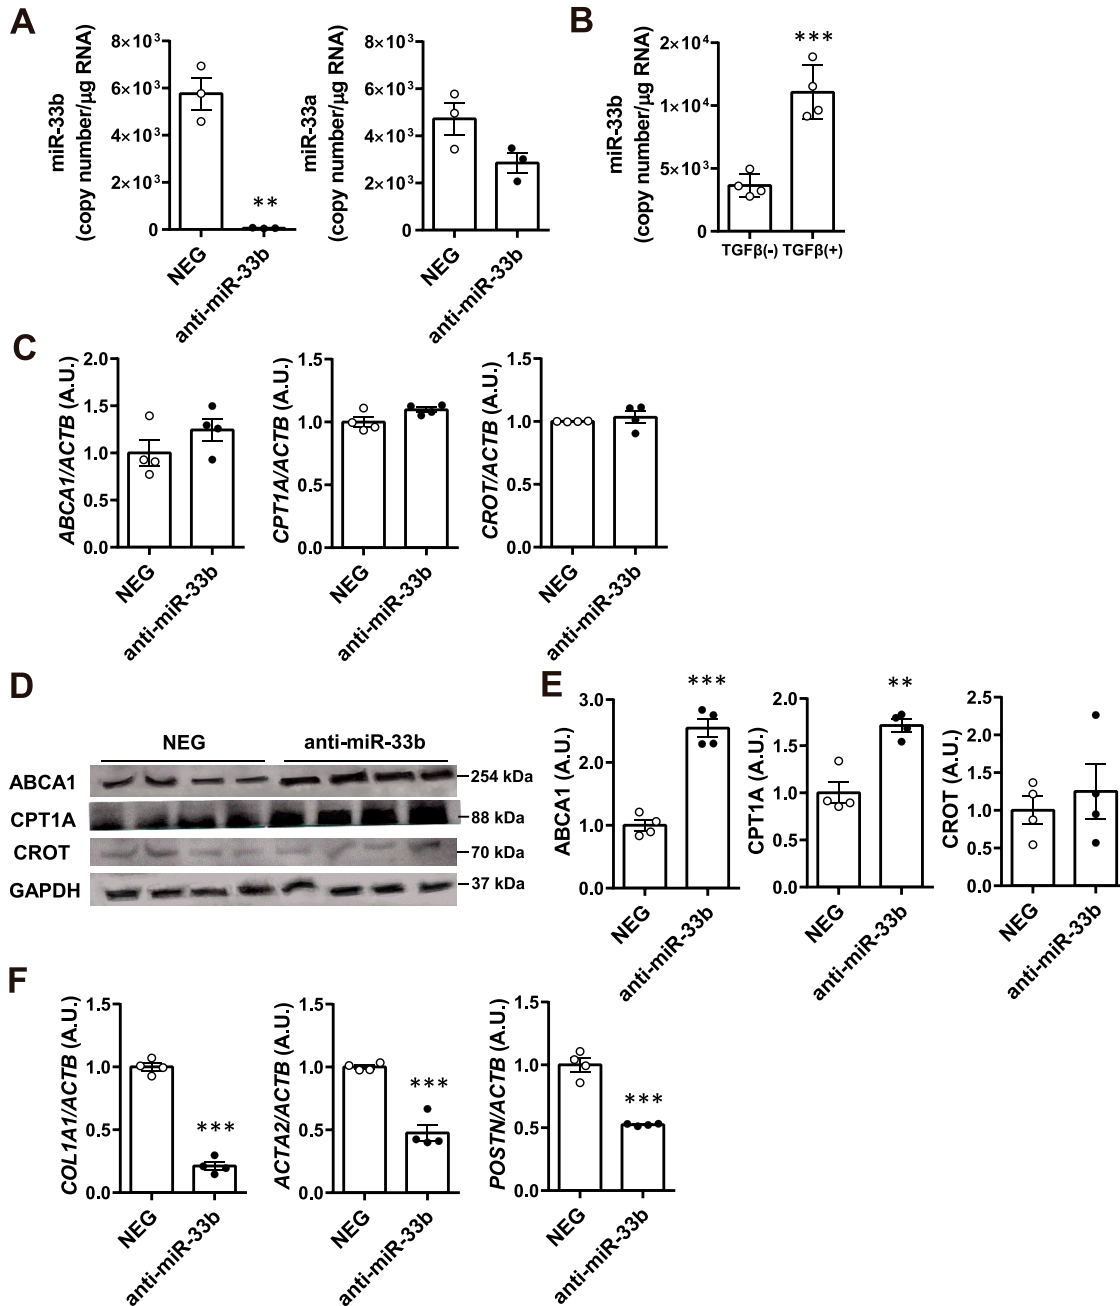 A
miR-33b
(copy number/μg RNA)
8×10³
6×10³
4×10³
2×10³
0
**
NEG
anti-miR-33b
miR-33a
(copy number/μg RNA)
8×10³
6×10³
4×10³
2×10³
0
NEG
anti-miR-33b
B
miR-33b
(copy number/μg RNA)
2×10⁴
1×10⁴
5×10³
0
***
TGFβ(-) TGFβ(+)
C
ABCA1/ACTB (A.U.)
2.0
1.5
1.0
0.5
0.0
NEG
anti-miR-33b
CPT1A/ACTB (A.U.)
1.5
1.0
0.5
0.0
NEG
anti-miR-33b
CROT/ACTB (A.U.)
1.5
1.0
0.5
0.0
NEG
anti-miR-33b
D
NEG anti-miR-33b
ABCA1 254 kDa
CPT1A 88 kDa
CROT 70 kDa
GAPDH 37 kDa
E
ABCA1 (A.U.)
3.0
2.0
1.0
0.0
***
NEG
anti-miR-33b
CPT1A (A.U.)
2.0
1.5
1.0
0.5
0.0
**
NEG
anti-miR-33b
CROT (A.U.)
2.5
2.0
1.5
1.0
0.5
0.0
NEG
anti-miR-33b
F
COL1A1/ACTB (A.U.)
1.5
1.0
0.5
0.0
***
NEG
anti-miR-33b
ACTA2/ACTB (A.U.)
1.5
1.0
0.5
0.0
***
NEG
anti-miR-33b
POSTN/ACTB (A.U.)
1.5
1.0
0.5
0.0
***
NEG
anti-miR-33b